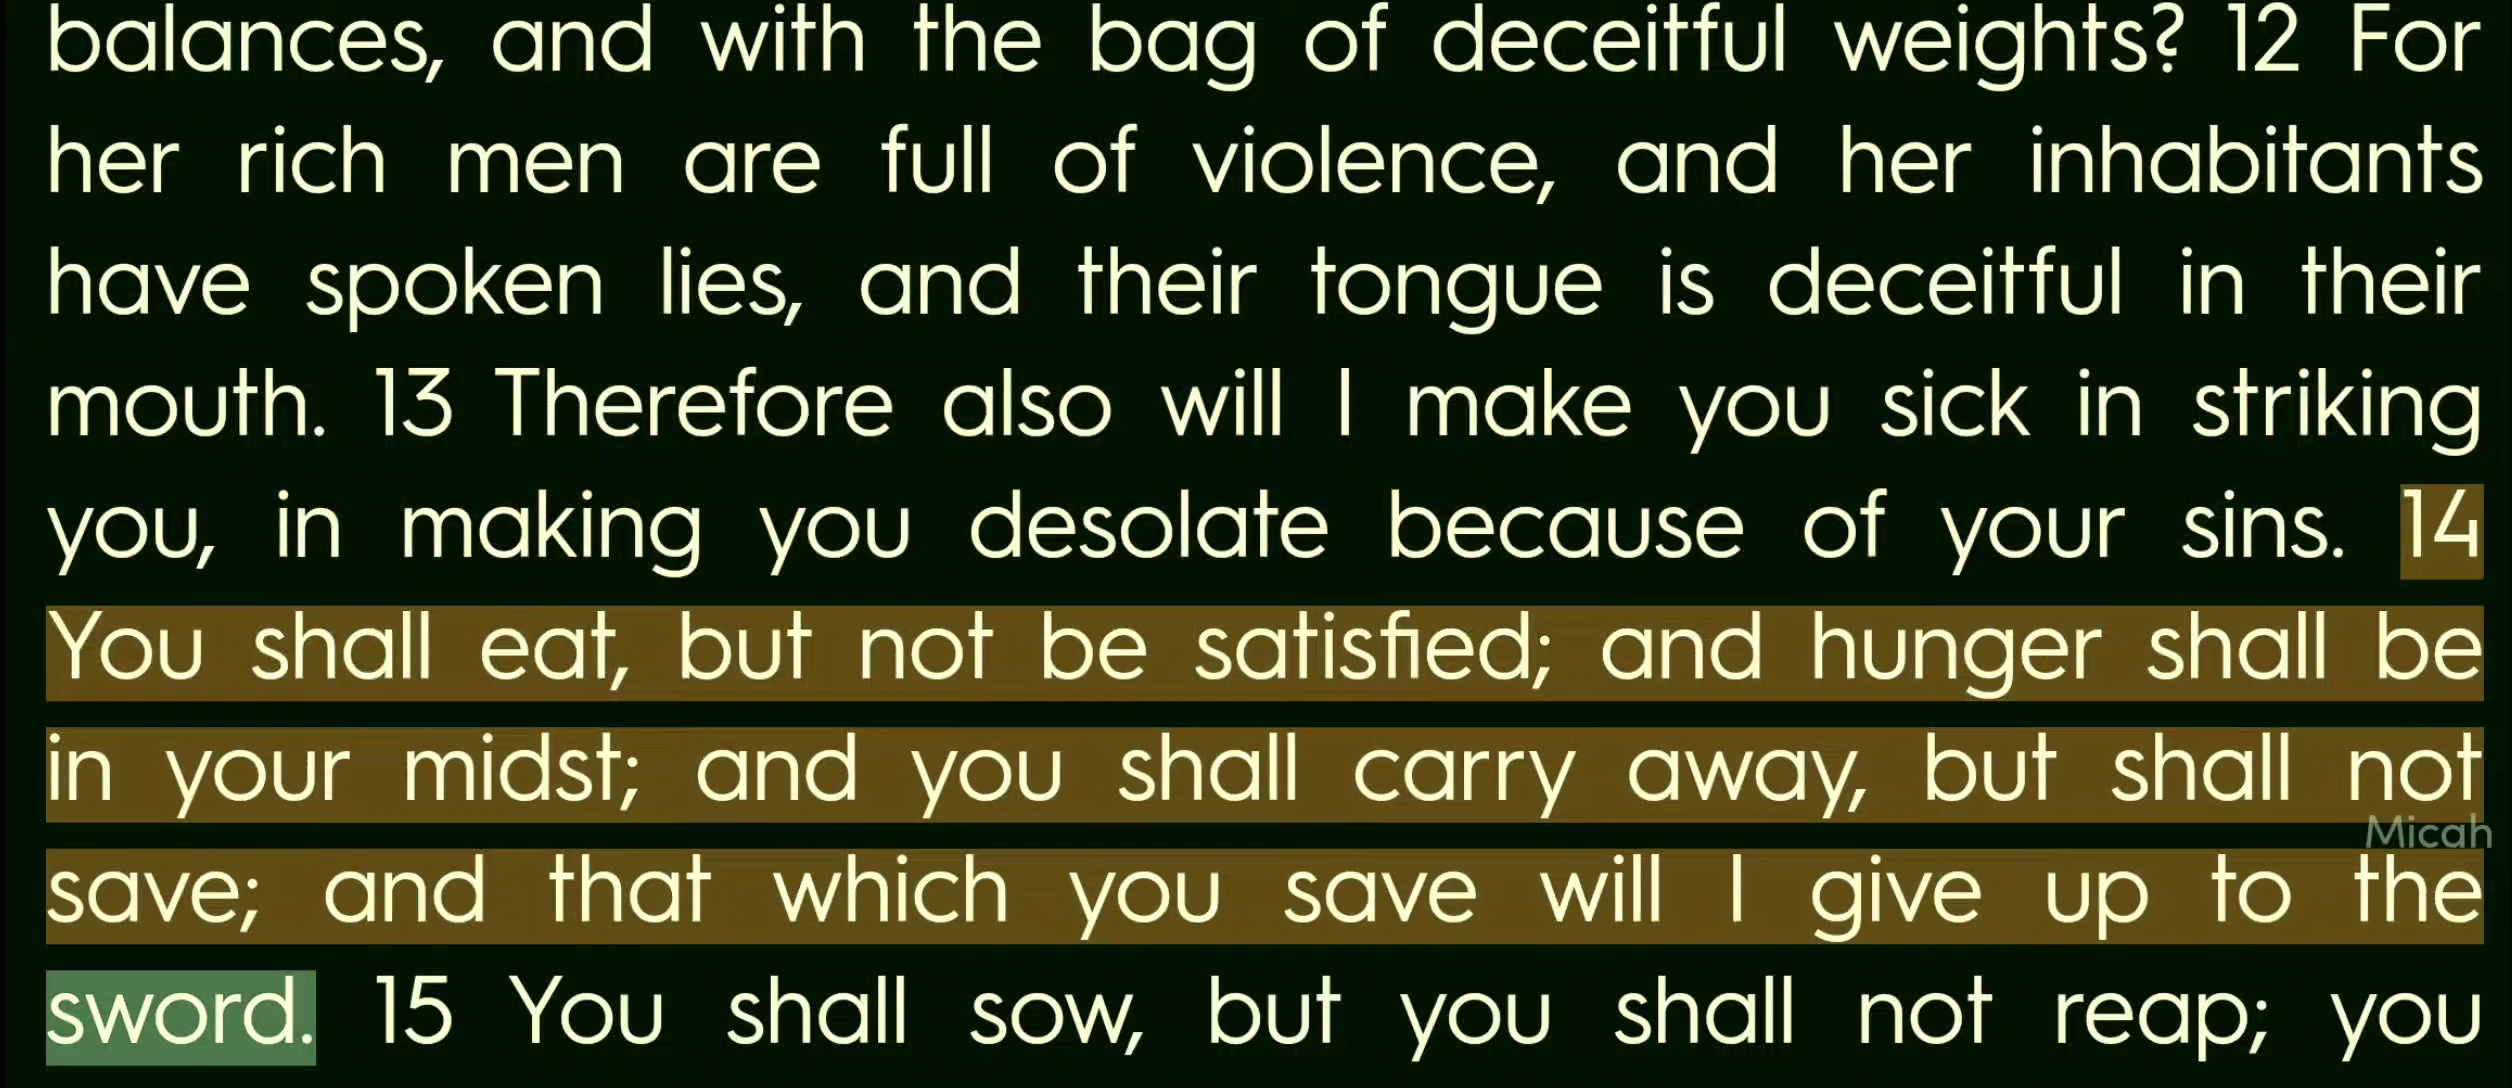 balances, and with the bag of deceitful weights? 12 For
her rich men are full of violence, and her inhabitants
have spoken lies, and their tongue is deceitful in their
mouth. 13 Therefore also will I make you sick in striking
you, in making you desolate because of your sins. 14
You shall eat, but not be satisfied; and hunger shall be
in your midst; and you shall carry away, but shall not
Micah
save; and that which you save will I give up to the
sword. 15 You shall sow, but you shall not reap; you